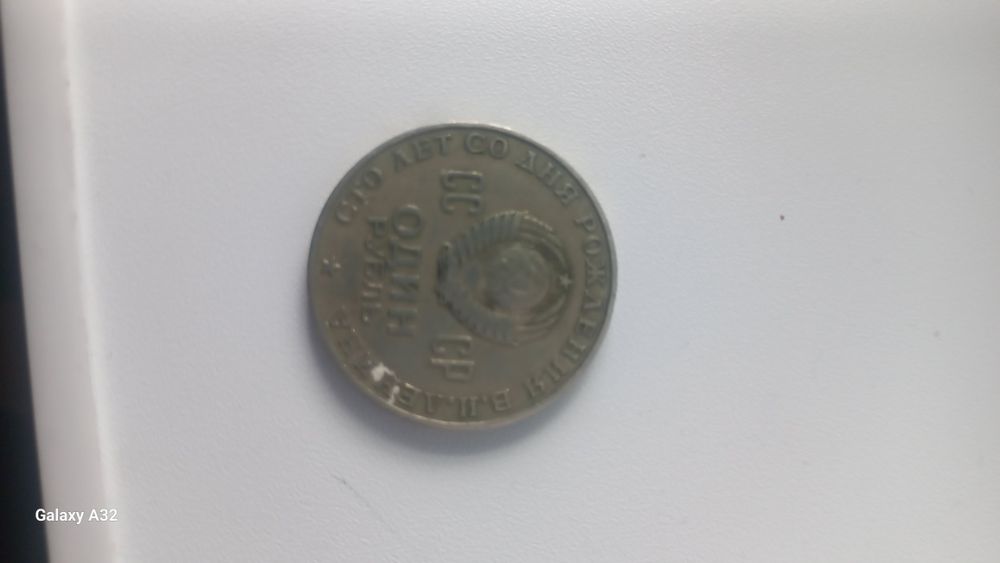 СТО ЛЕТ СО ДНЯ РОЖДЕНИЯ В.И.ЛЕНИНА
СС СР
ОДИН
РУБЛЬ
Galaxy A32